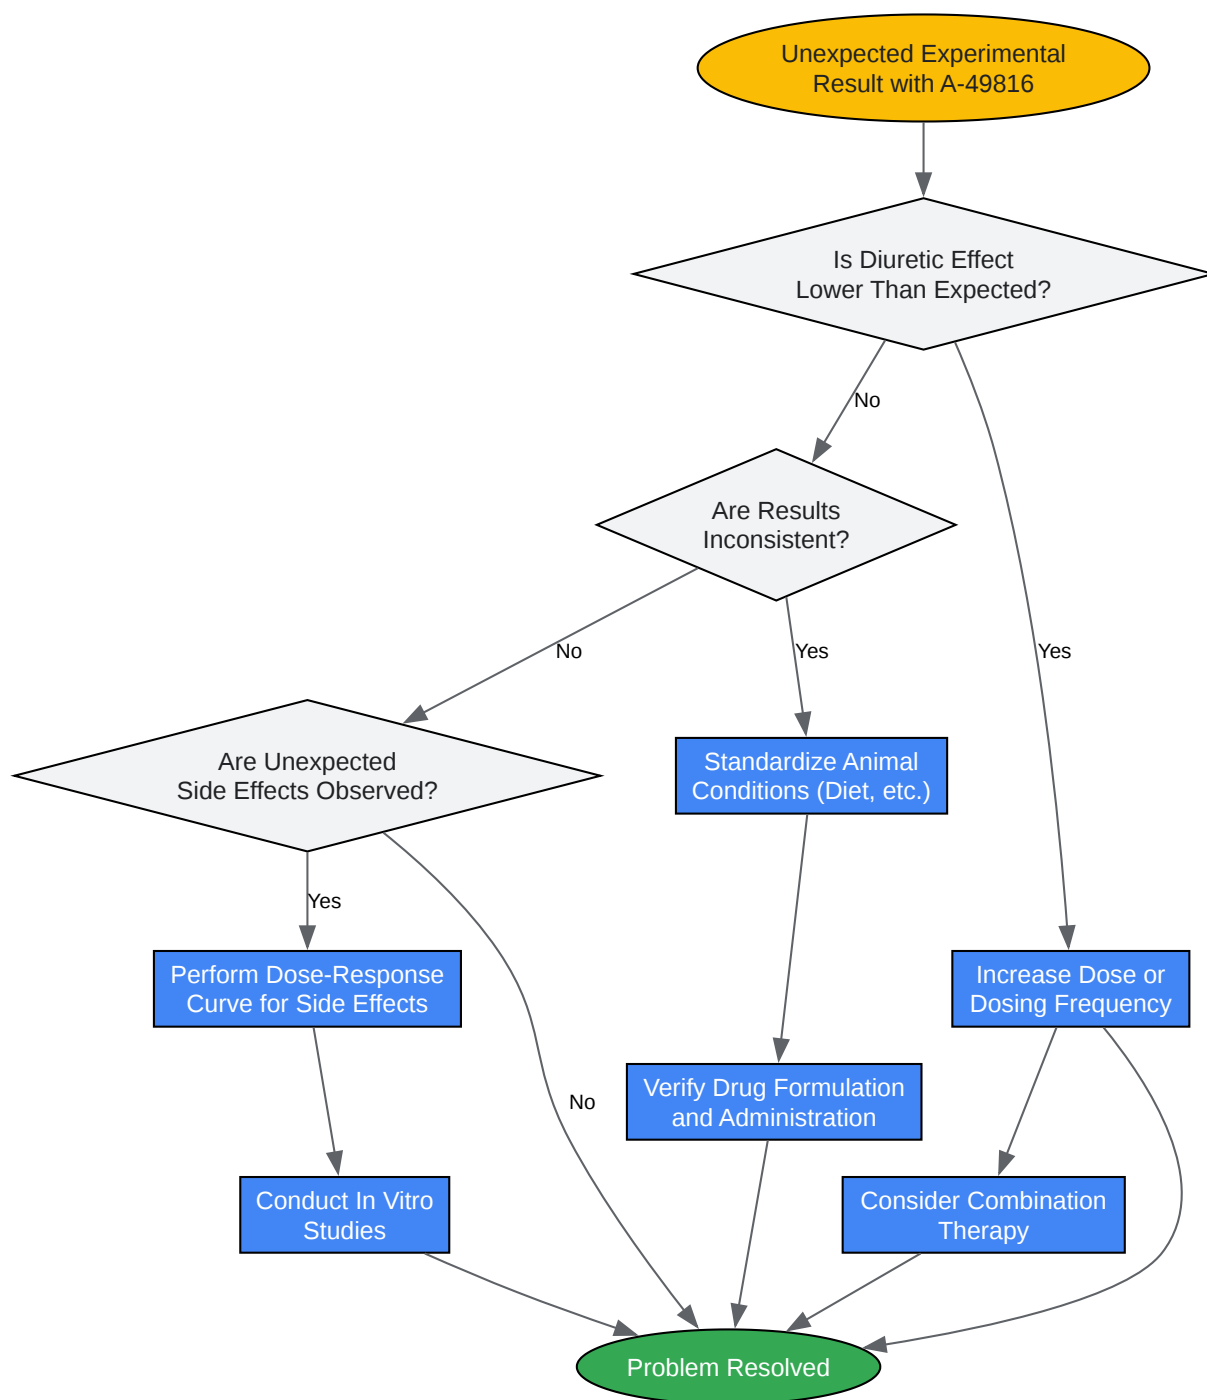 Unexpected Experimental
Result with A-49816
Is Diuretic Effect
Lower Than Expected?
No
Are Results
Inconsistent?
No
Yes
Yes
Are Unexpected
Side Effects Observed?
Standardize Animal
Conditions (Diet, etc.)
Yes
Perform Dose-Response
Curve for Side Effects
Increase Dose or
Dosing Frequency
No
Verify Drug Formulation
and Administration
Conduct In Vitro
Studies
Consider Combination
Therapy
Problem Resolved